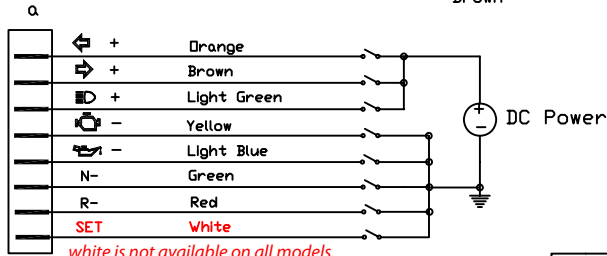 Brown
a
+ Orange
+ Brown
+ Light Green
- Yellow
- Light Blue
N- Green
R- Red
SET White
white is not available on all models
+
-
DC Power